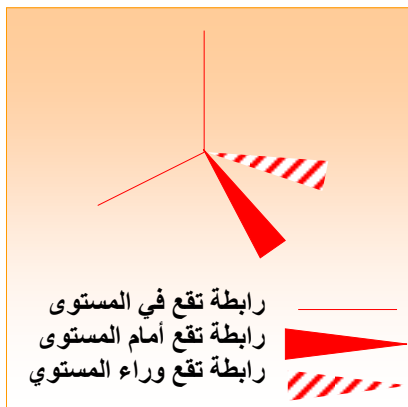 رابطة تقع في المستوى
رابطة تقع أمام المستوى
رابطة تقع وراء المستوي